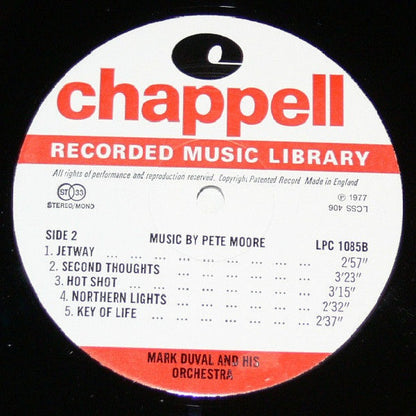 chappell
RECORDED MUSIC LIBRARY
All rights of performance and reproduction reserved. Copyright Patented Record Made in England
ST 33
STEREO/MONO
℗ 1977
LCSS 406
SIDE 2
MUSIC BY PETE MOORE
LPC 1085B
1. JETWAY ... ... ... ... ... ... ... ... 2'57"
2. SECOND THOUGHTS ... ... ... ... ... 3'23"
3. HOT SHOT ... ... ... ... ... ... ... 3'15"
4. NORTHERN LIGHTS ... ... ... ... ... 2'32"
5. KEY OF LIFE ... ... ... ... ... ... 2'37"
MARK DUVAL AND HIS
ORCHESTRA